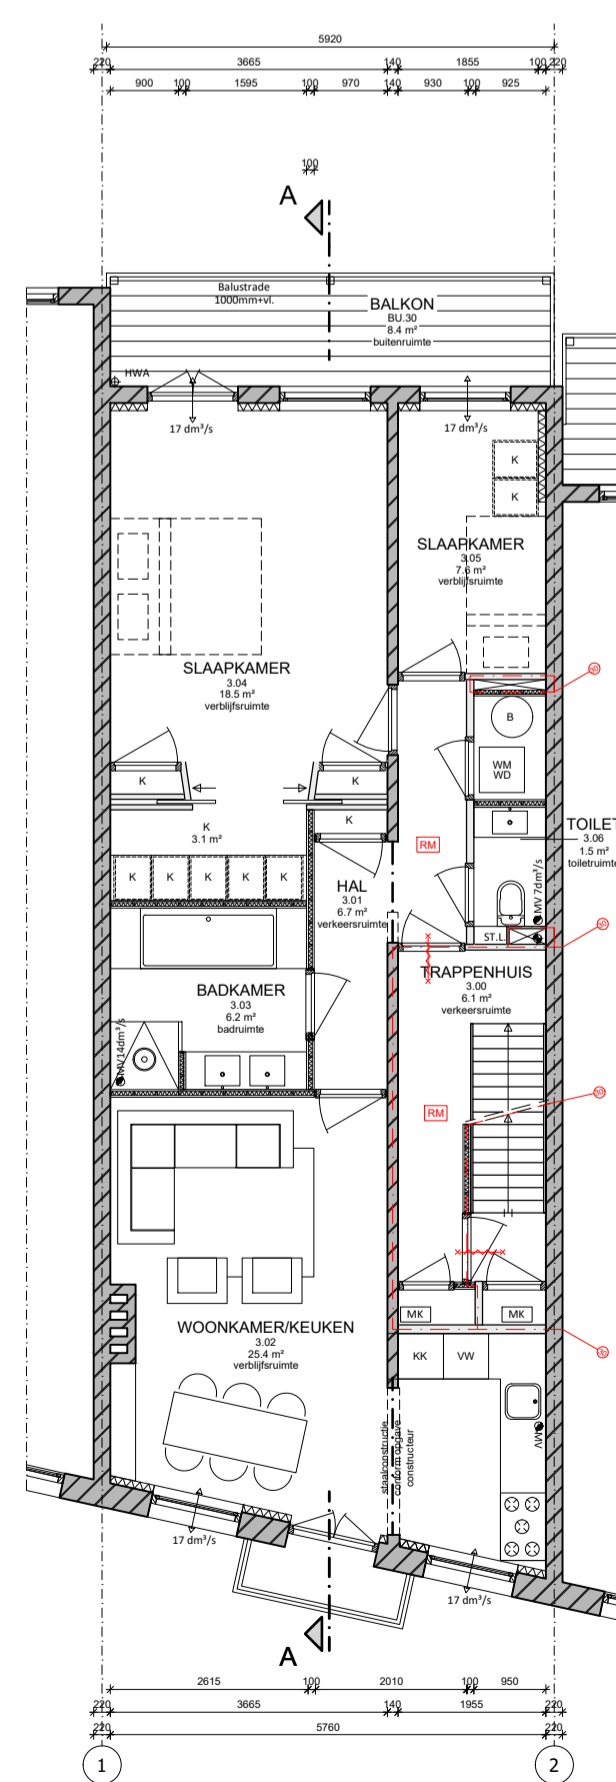 5920
220 3665 140 1855 100 220
900 100 1595 100 970 140 930 100 925
100
A
Balustrade
1000mm+vl.
BALKON
BU.30
8.4 m²
buitenruimte
HWA
17 dm³/s
17 dm³/s
K
K
SLAAPKAMER
3.05
7.6 m²
verblijfsruimte
SLAAPKAMER
3.04
18.5 m²
verblijfsruimte
30
B
WM
WD
K
K
K
3.1 m²
K
RM
TOILET
3.06
1.5 m²
toiletruimte
K K K K K
HAL
3.01
6.7 m²
verkeersruimte
MV 7dm³/s
ST.L.
30
BADKAMER
3.03
6.2 m²
badruimte
TRAPPENHUIS
3.00
6.1 m²
verkeersruimte
MV14dm³/s
RM
30
MK
MK
WOONKAMER/KEUKEN
3.02
25.4 m²
verblijfsruimte
KK
VW
30
staalconstructie
conform opgave
constructeur
MV
17 dm³/s
17 dm³/s
A
2615 100 2010 100 950
220 3665 140 1955 220
220 5760 220
1
2